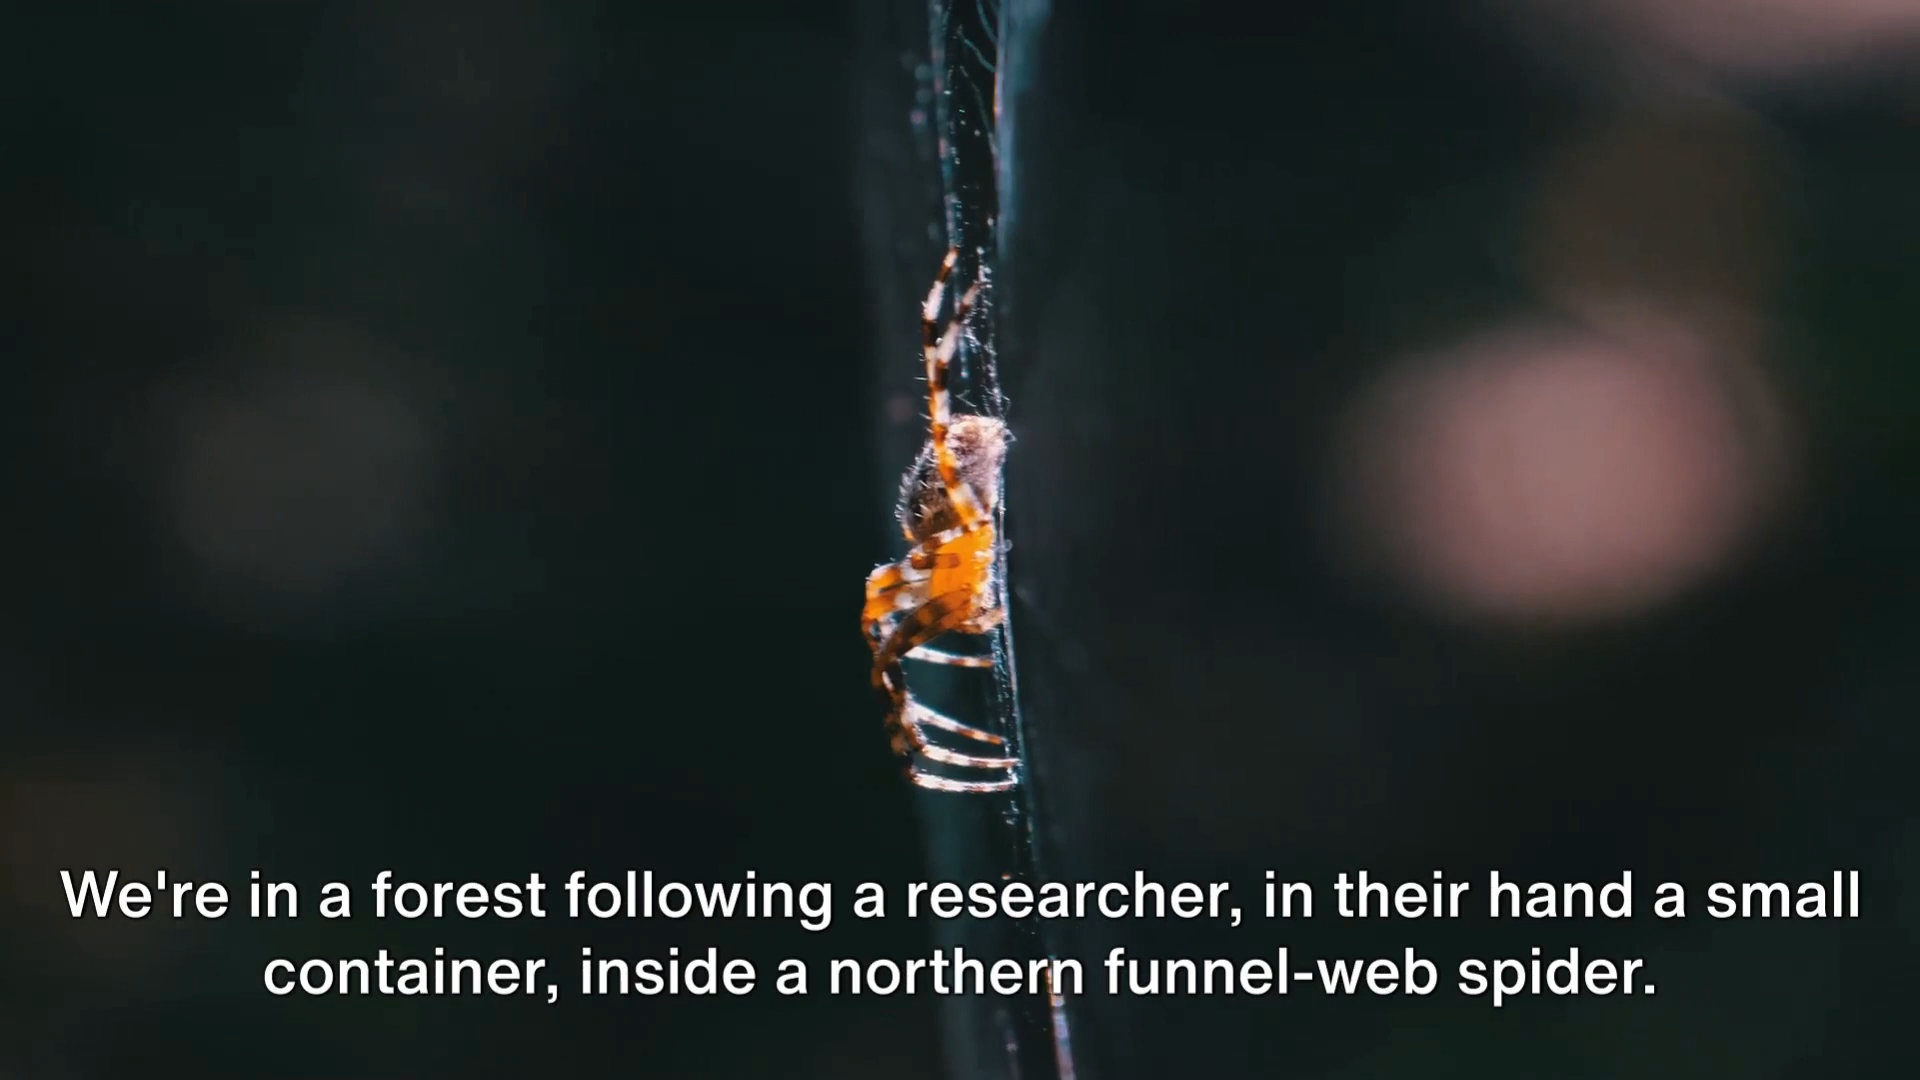 We're in a forest following a researcher, in their hand a small
container, inside a northern funnel-web spider.